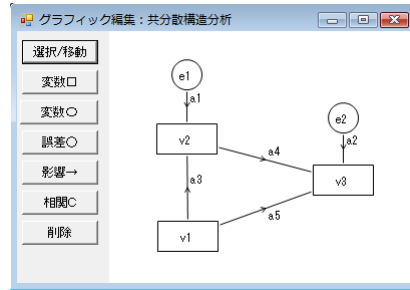 グラフィック編集：共分散構造分析
選択/移動
変数□
変数○
誤差○
影響→
相関C
削除
e1
a1
v2
e2
a2
a4
v3
a3
a5
v1